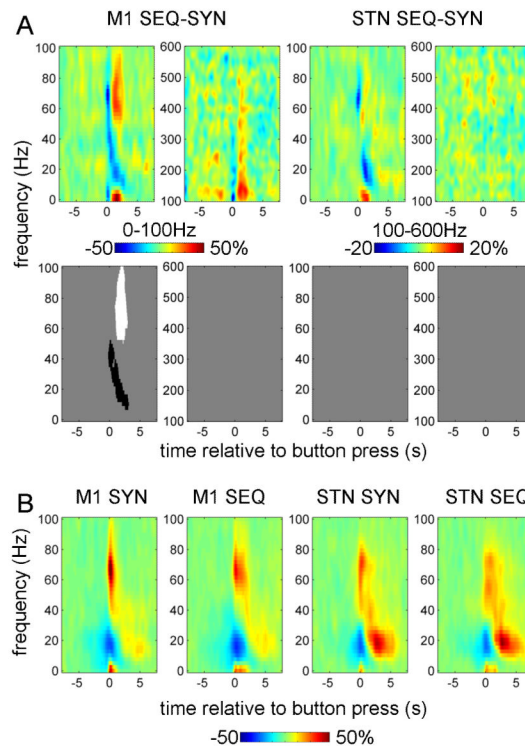 A
M1 SEQ-SYN STN SEQ-SYN
100 600 100 600
80 500 80 500
60 400 60 400
40 300 40 300
20 200 20 200
0 100 0 100
frequency (Hz)
-5 0 5 -5 0 5 -5 0 5 -5 0 5
0-100Hz 100-600Hz
-50 50% -20 20%
100 600 100 600
80 500 80 500
60 400 60 400
40 300 40 300
20 200 20 200
0 100 0 100
-5 0 5 -5 0 5 -5 0 5 -5 0 5
time relative to button press (s)
B
M1 SYN M1 SEQ STN SYN STN SEQ
100
80
60
40
20
0
frequency (Hz)
-5 0 5 -5 0 5 -5 0 5 -5 0 5
time relative to button press (s)
-50 50%